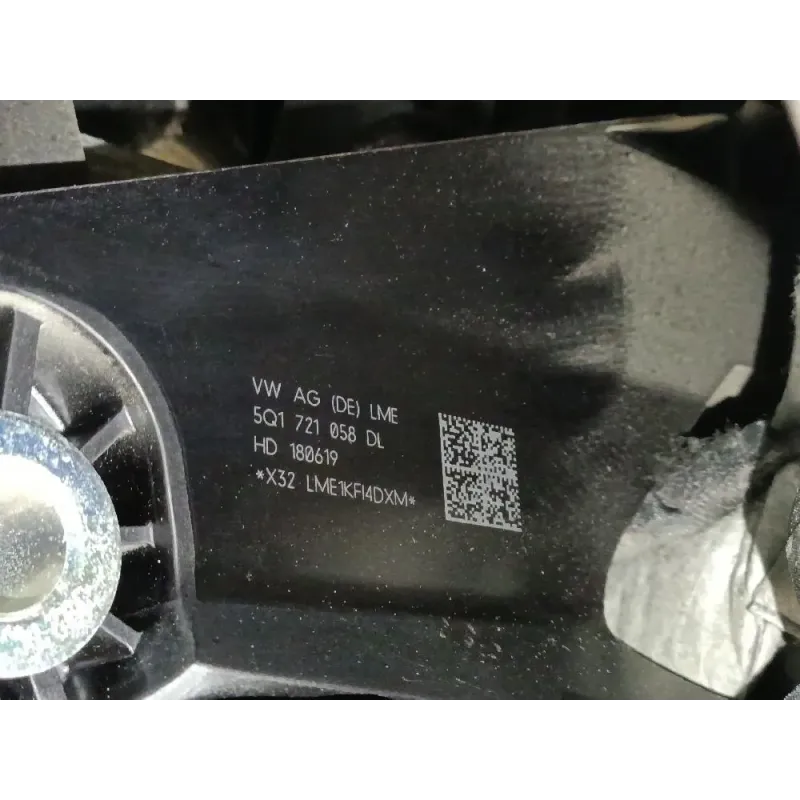 VW AG (DE) LME
5Q1 721 058 DL
HD 180619
*X32 LME1KFI4DXM*